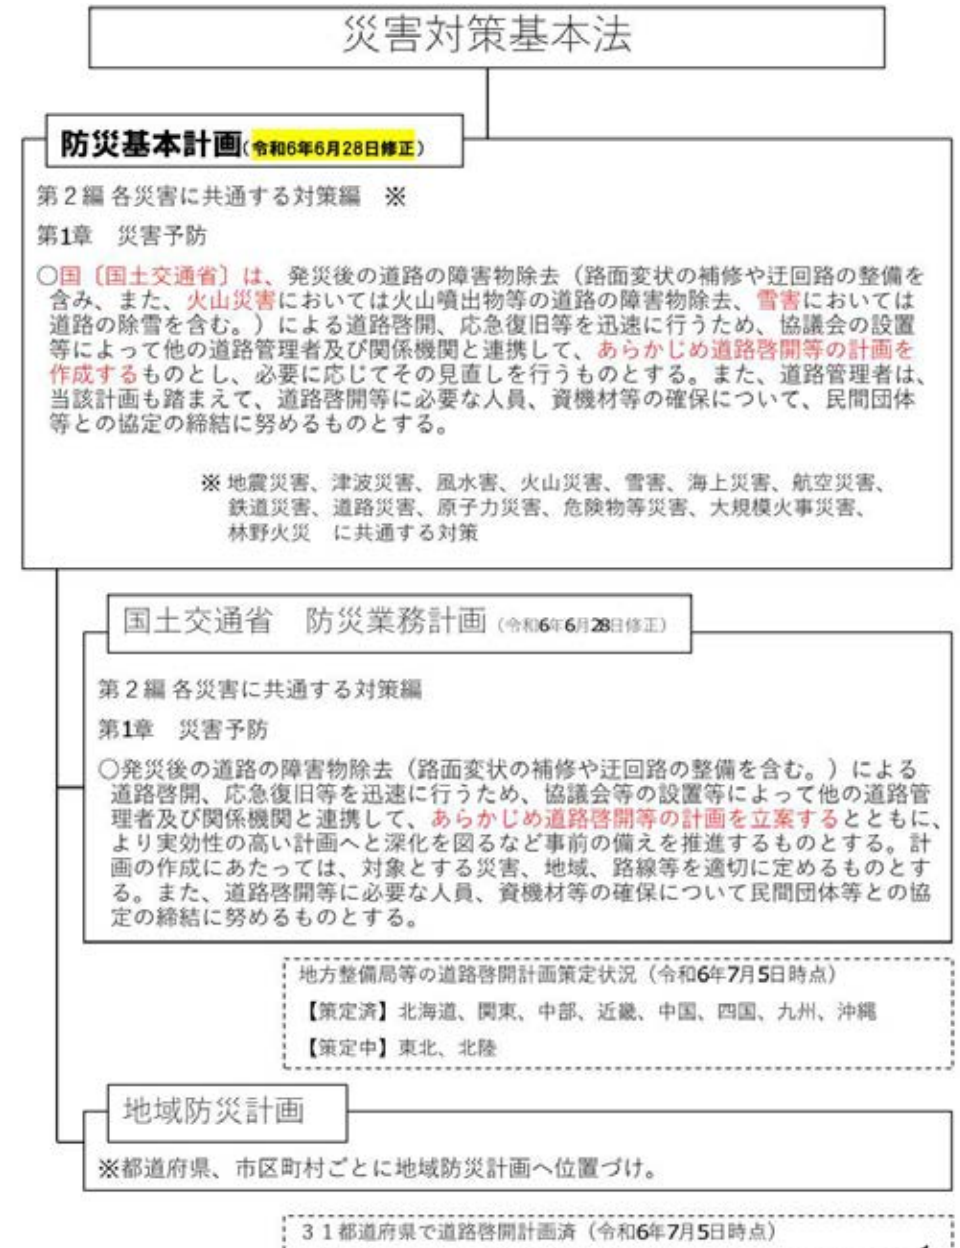 災害対策基本法
防災基本計画(令和6年6月28日修正)
第2編 各災害に共通する対策編 ※
第1章 災害予防
○国〔国土交通省〕は、発災後の道路の障害物除去（路面変状の補修や迂回路の整備を
含み、また、火山災害においては火山噴出物等の道路の障害物除去、雪害においては
道路の除雪を含む。）による道路啓開、応急復旧等を迅速に行うため、協議会の設置
等によって他の道路管理者及び関係機関と連携して、あらかじめ道路啓開等の計画を
作成するものとし、必要に応じてその見直しを行うものとする。また、道路管理者は、
当該計画も踏まえて、道路啓開等に必要な人員、資機材等の確保について、民間団体
等との協定の締結に努めるものとする。
※ 地震災害、津波災害、風水害、火山災害、雪害、海上災害、航空災害、
鉄道災害、道路災害、原子力災害、危険物等災害、大規模火事災害、
林野火災 に共通する対策
国土交通省 防災業務計画（令和6年6月28日修正）
第2編 各災害に共通する対策編
第1章 災害予防
○発災後の道路の障害物除去（路面変状の補修や迂回路の整備を含む。）による
道路啓開、応急復旧等を迅速に行うため、協議会等の設置等によって他の道路管
理者及び関係機関と連携して、あらかじめ道路啓開等の計画を立案するとともに、
より実効性の高い計画へと深化を図るなど事前の備えを推進するものとする。計
画の作成にあたっては、対象とする災害、地域、路線等を適切に定めるものとす
る。また、道路啓開等に必要な人員、資機材等の確保について民間団体等との協
定の締結に努めるものとする。
地方整備局等の道路啓開計画策定状況（令和6年7月5日時点）
【策定済】北海道、関東、中部、近畿、中国、四国、九州、沖縄
【策定中】東北、北陸
地域防災計画
※都道府県、市区町村ごとに地域防災計画へ位置づけ。
31都道府県で道路啓開計画済（令和6年7月5日時点）